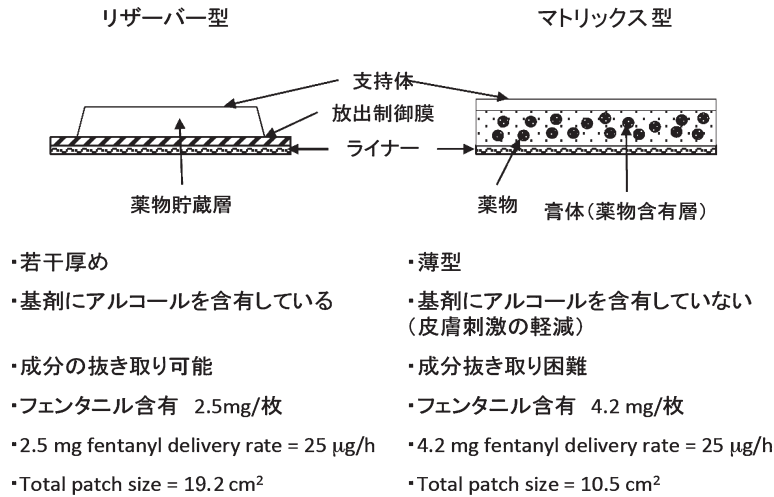 リザーバー型
マトリックス型
支持体
放出制御膜
ライナー
薬物貯蔵層
薬物
膏体(薬物含有層)
・若干厚め
・基剤にアルコールを含有している
・成分の抜き取り可能
・フェンタニル含有 2.5mg/枚
・2.5 mg fentanyl delivery rate = 25 μg/h
・Total patch size = 19.2 cm²
・薄型
・基剤にアルコールを含有していない
(皮膚刺激の軽減)
・成分抜き取り困難
・フェンタニル含有 4.2 mg/枚
・4.2 mg fentanyl delivery rate = 25 μg/h
・Total patch size = 10.5 cm²